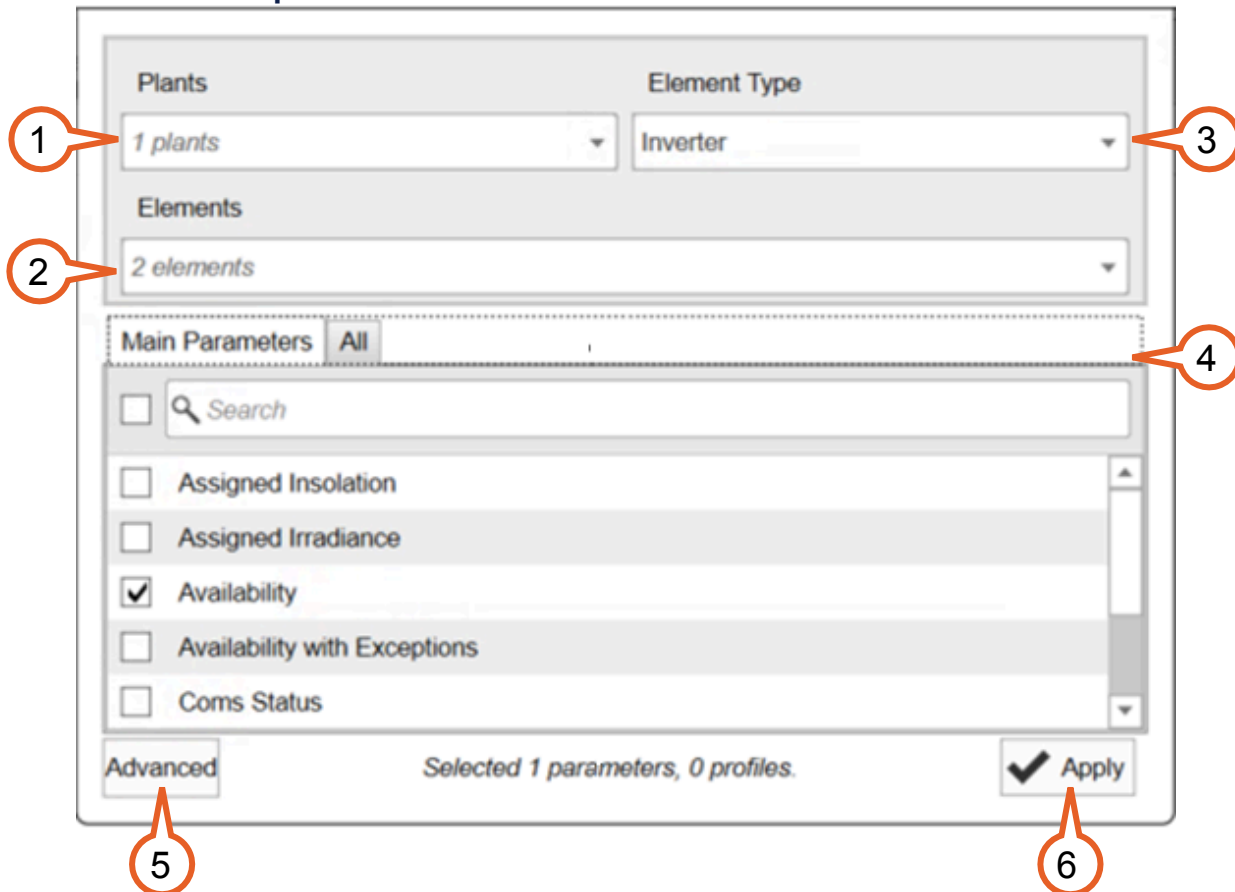 Plants
Element Type
1
1 plants
Inverter
3
Elements
2
2 elements
Main Parameters
All
4
Search
Assigned Insolation
Assigned Irradiance
Availability
Availability with Exceptions
Coms Status
Advanced
Selected 1 parameters, 0 profiles.
Apply
5
6